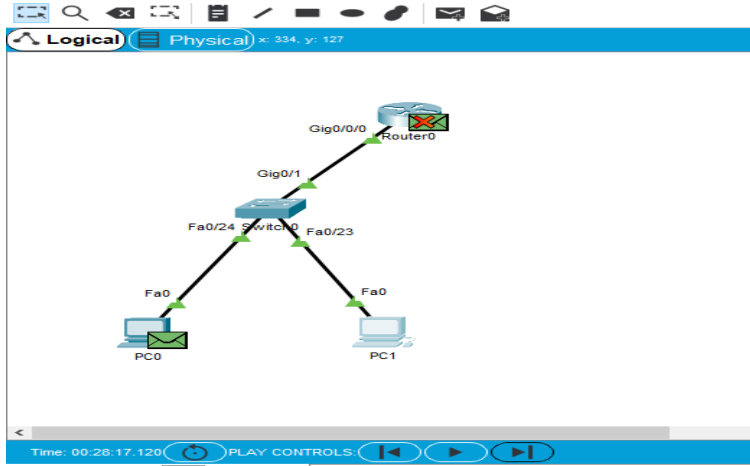 Logical Physical x: 334, y: 127
Gig0/0/0
Router0
Gig0/1
Fa0/24 Switch0 Fa0/23
Fa0 Fa0
PC0 PC1
Time: 00:28:17.120 PLAY CONTROLS: